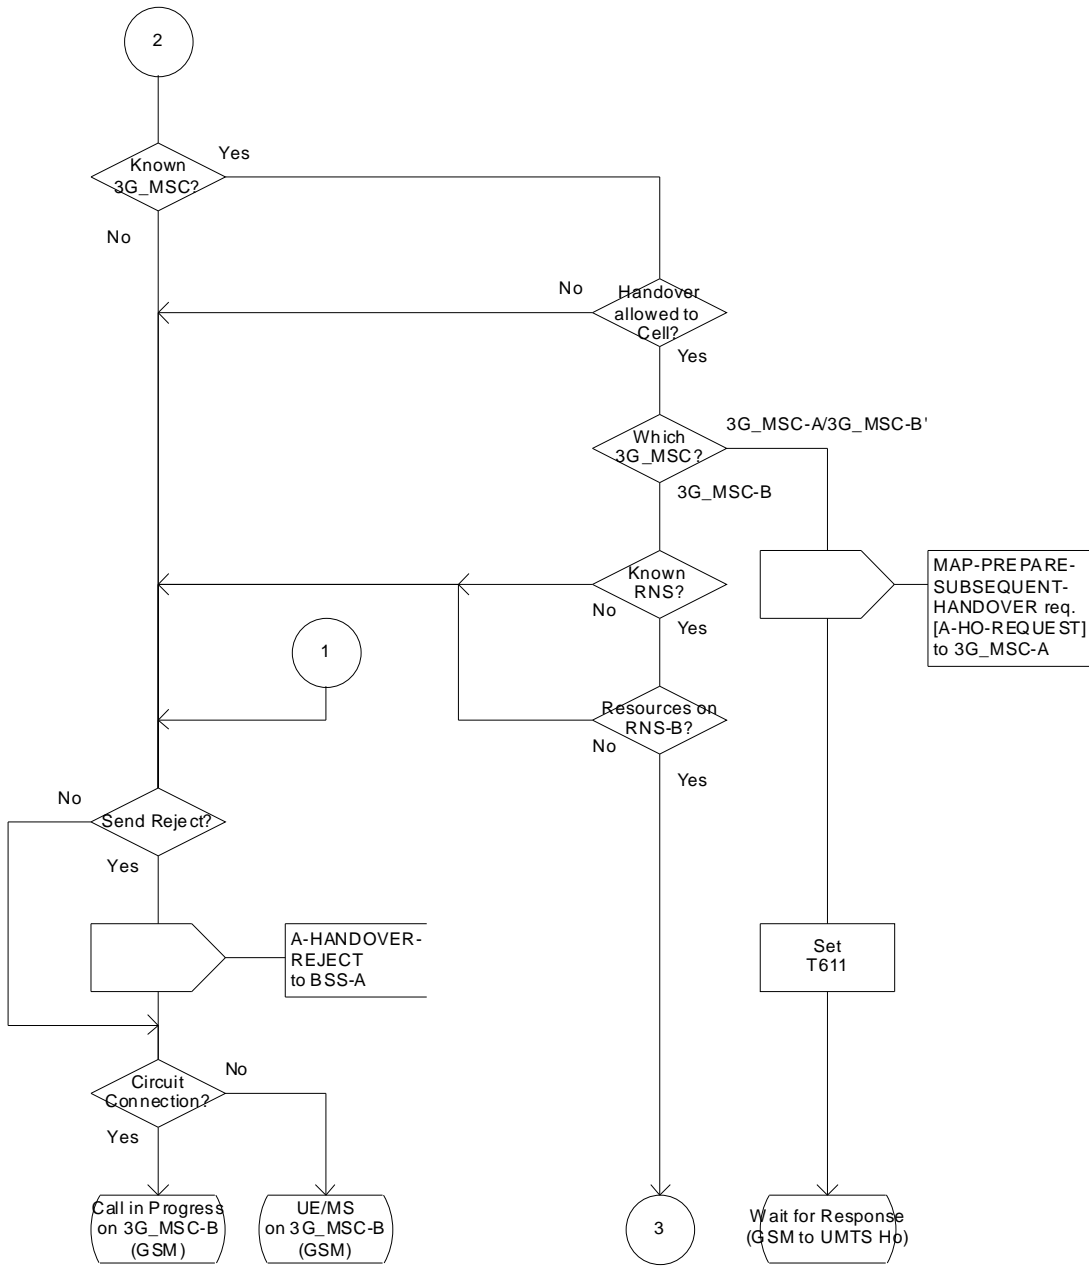 2
Known
3G_MSC?
Yes
No
Handover
allowed to
Cell?
No
Yes
Which
3G_MSC?
3G_MSC-A/3G_MSC-B'
3G_MSC-B
Known
RNS?
No
Yes
MAP-PREPARE-
SUBSEQUENT-
HANDOVER req.
[A-HO-REQUEST]
to 3G_MSC-A
1
Resources on
RNS-B?
No
Yes
No
Send Reject?
Yes
A-HANDOVER-
REJECT
to BSS-A
Set
T611
Circuit
Connection?
No
Yes
Call in Progress
on 3G_MSC-B
(GSM)
UE/MS
on 3G_MSC-B
(GSM)
3
Wait for Response
(GSM to UMTS Ho)